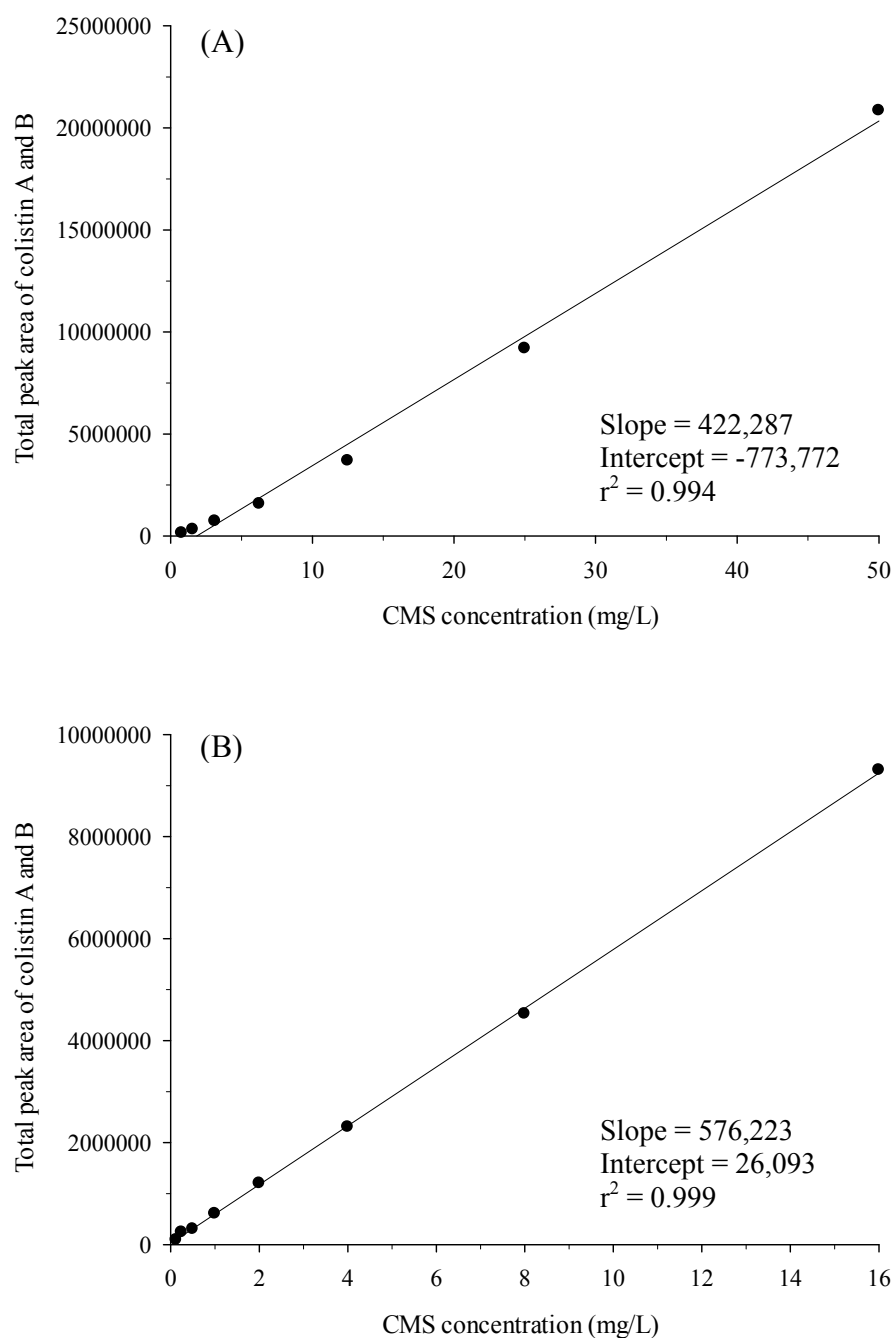 (A)
Total peak area of colistin A and B
25000000
20000000
15000000
10000000
5000000
0
Slope = 422,287
Intercept = -773,772
r² = 0.994
0 10 20 30 40 50
CMS concentration (mg/L)
(B)
Total peak area of colistin A and B
10000000
8000000
6000000
4000000
2000000
0
Slope = 576,223
Intercept = 26,093
r² = 0.999
0 2 4 6 8 10 12 14 16
CMS concentration (mg/L)